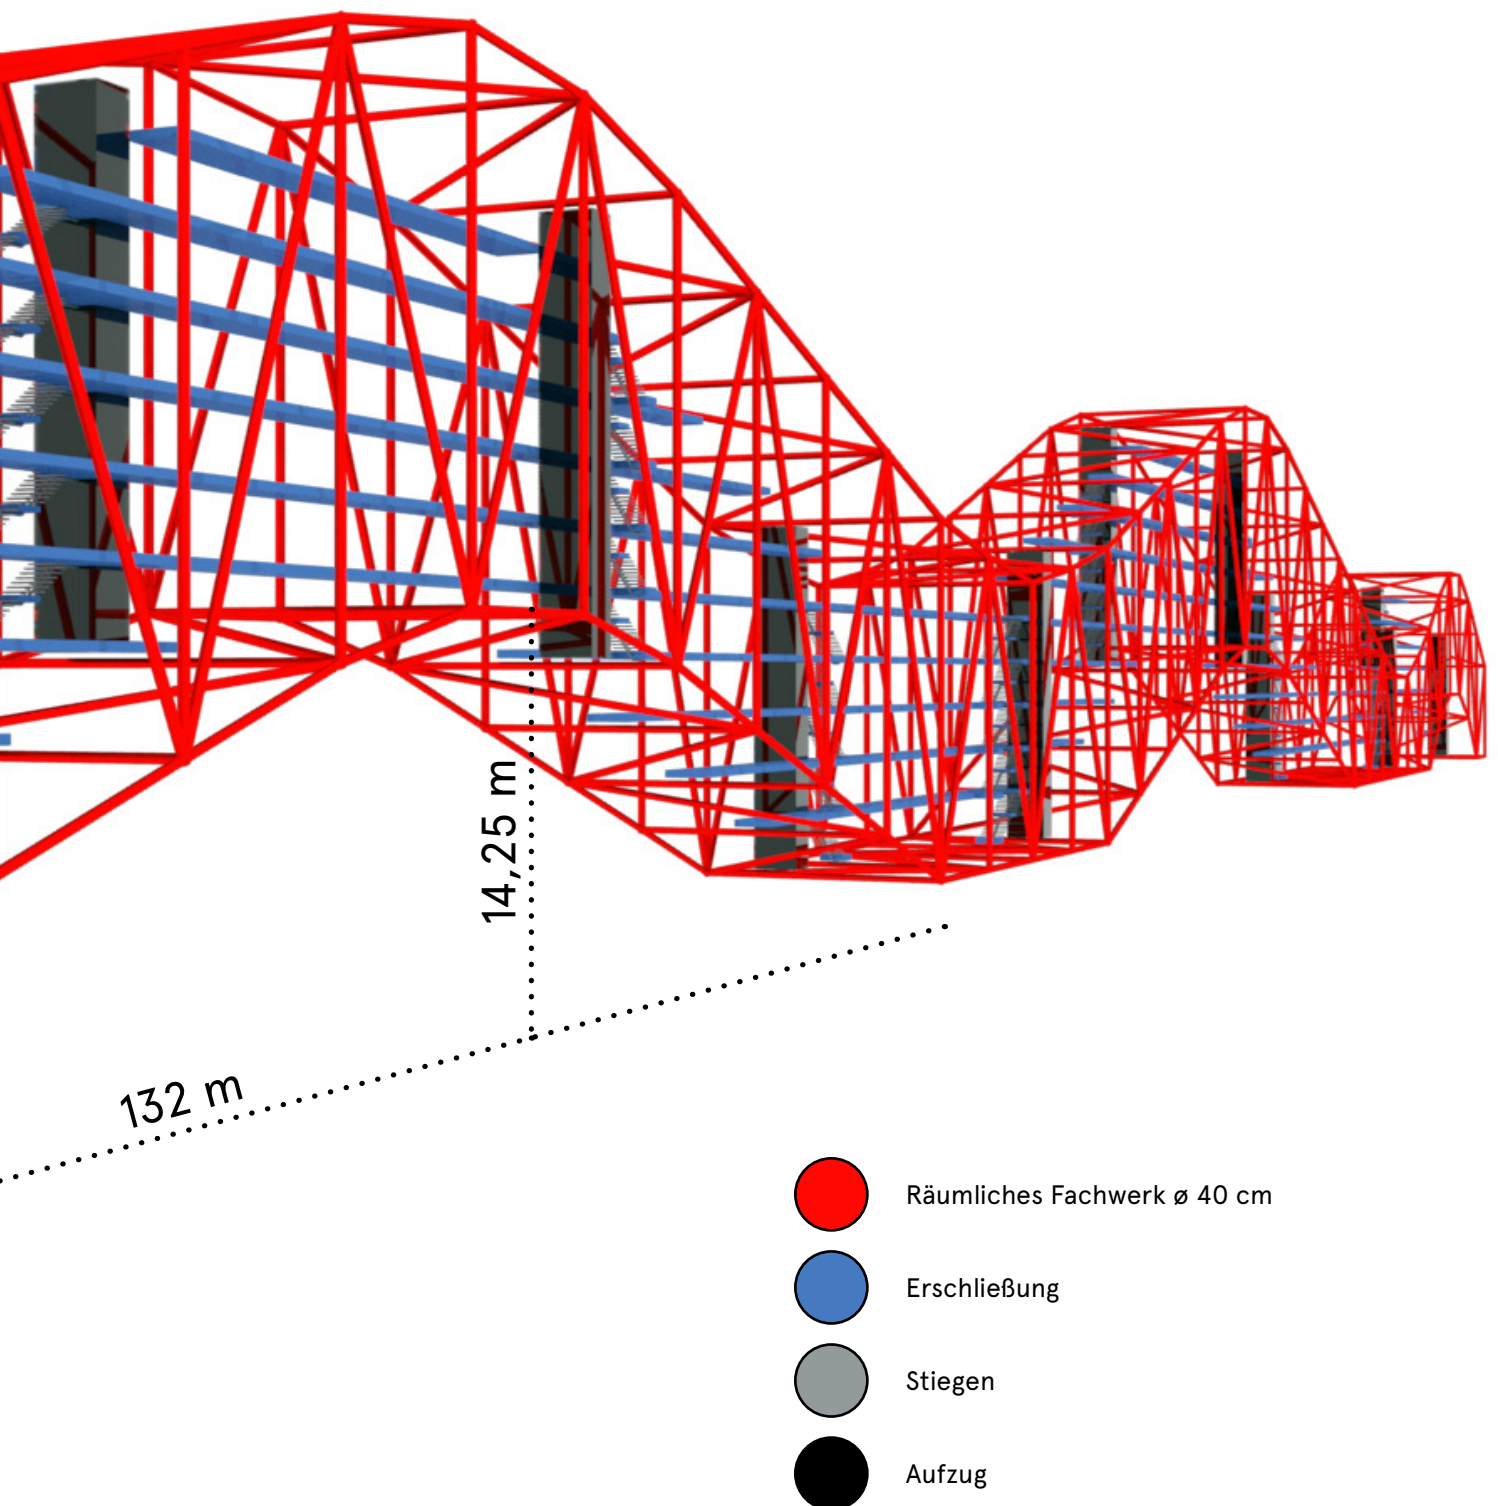 14,25 m
132 m
Räumliches Fachwerk ø 40 cm
Erschließung
Stiegen
Aufzug